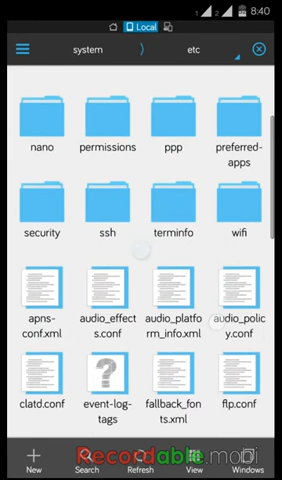 1 2 8:40
Local
system etc
nano permissions ppp preferred-
apps
security ssh terminfo wifi
apns- audio_effect audio_platfo audio_polic
conf.xml s.conf rm_info.xml y.conf
clatd.conf event-log- fallback_fon flp.conf
tags ts.xml
New Search Refresh View Windows
Recordable.mobi